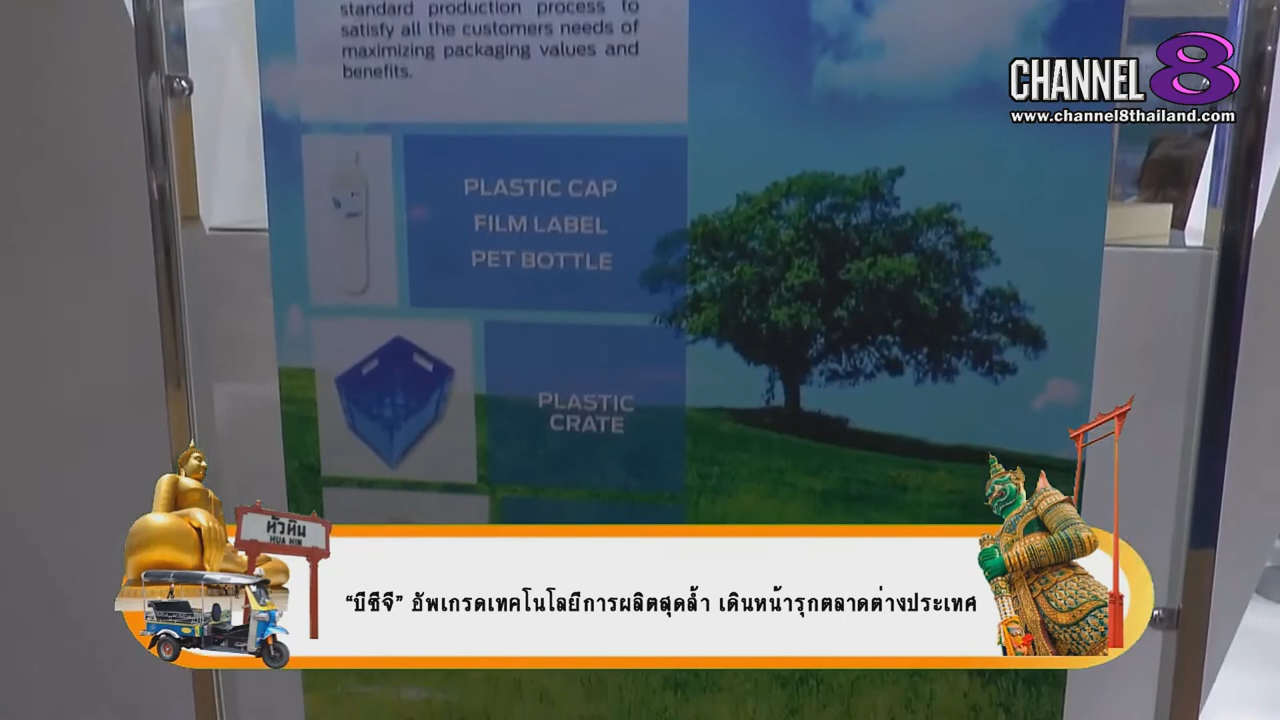 standard production process to
satisfy all the customers needs of
maximizing packaging values and
benefits.
CHANNEL 8
www.channel8thailand.com
PLASTIC CAP
FILM LABEL
PET BOTTLE
PLASTIC
CRATE
หัวหิน
HUA HIN
“บีซีจี” อัพเกรดเทคโนโลยีการผลิตสุดล้ำ เดินหน้ารุกตลาดต่างประเทศ